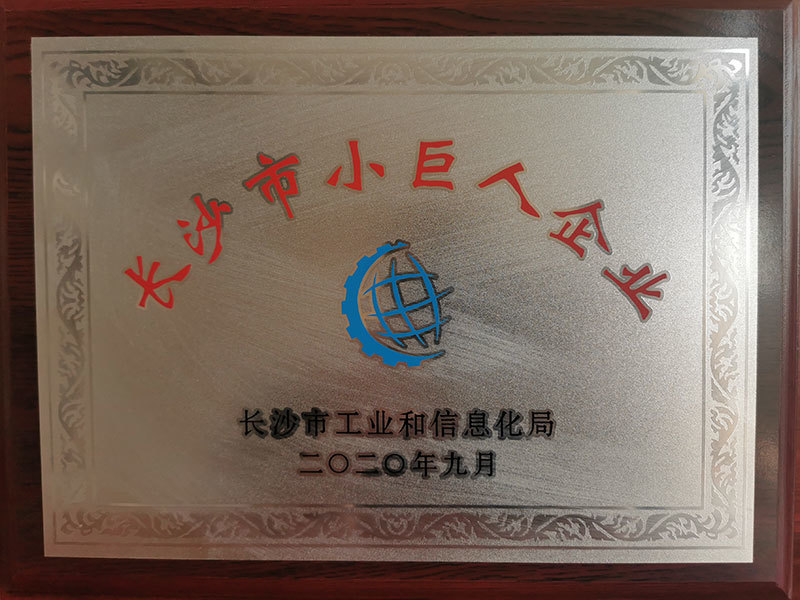 长沙市小巨人企业
长沙市工业和信息化局
二〇二〇年九月